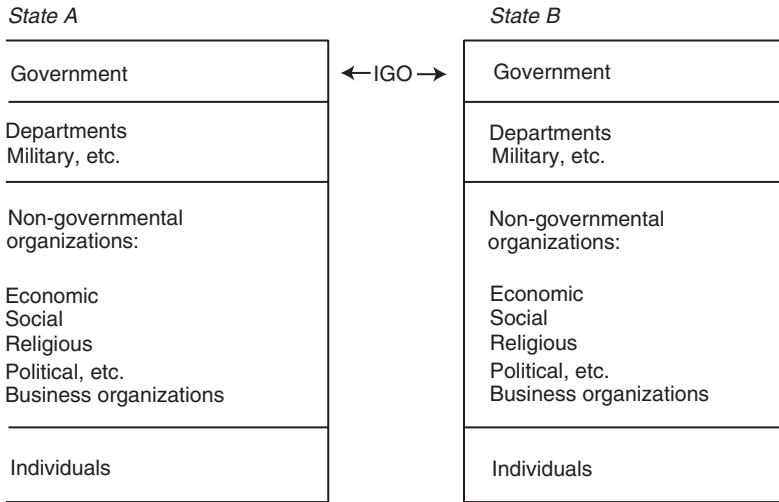 State A
Government
Departments
Military, etc.
Non-governmental
organizations:
Economic
Social
Religious
Political, etc.
Business organizations
Individuals
IGO
State B
Government
Departments
Military, etc.
Non-governmental
organizations:
Economic
Social
Religious
Political, etc.
Business organizations
Individuals